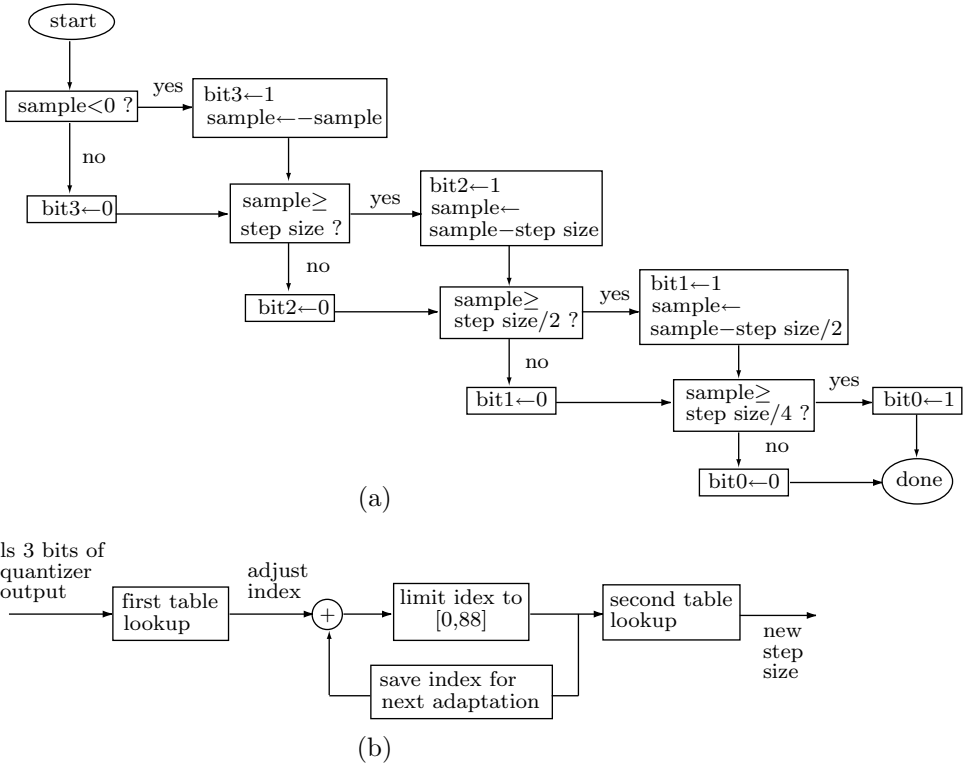 start
sample<0 ?
yes
bit3←1
sample←−sample
no
bit3←0
sample≥
step size ?
yes
bit2←1
sample←
sample−step size
no
bit2←0
sample≥
step size/2 ?
yes
bit1←1
sample←
sample−step size/2
no
bit1←0
sample≥
step size/4 ?
yes
bit0←1
no
bit0←0
done
(a)
ls 3 bits of
quantizer
output
first table
lookup
adjust
index
+
limit idex to
[0,88]
second table
lookup
new
step
size
save index for
next adaptation
(b)